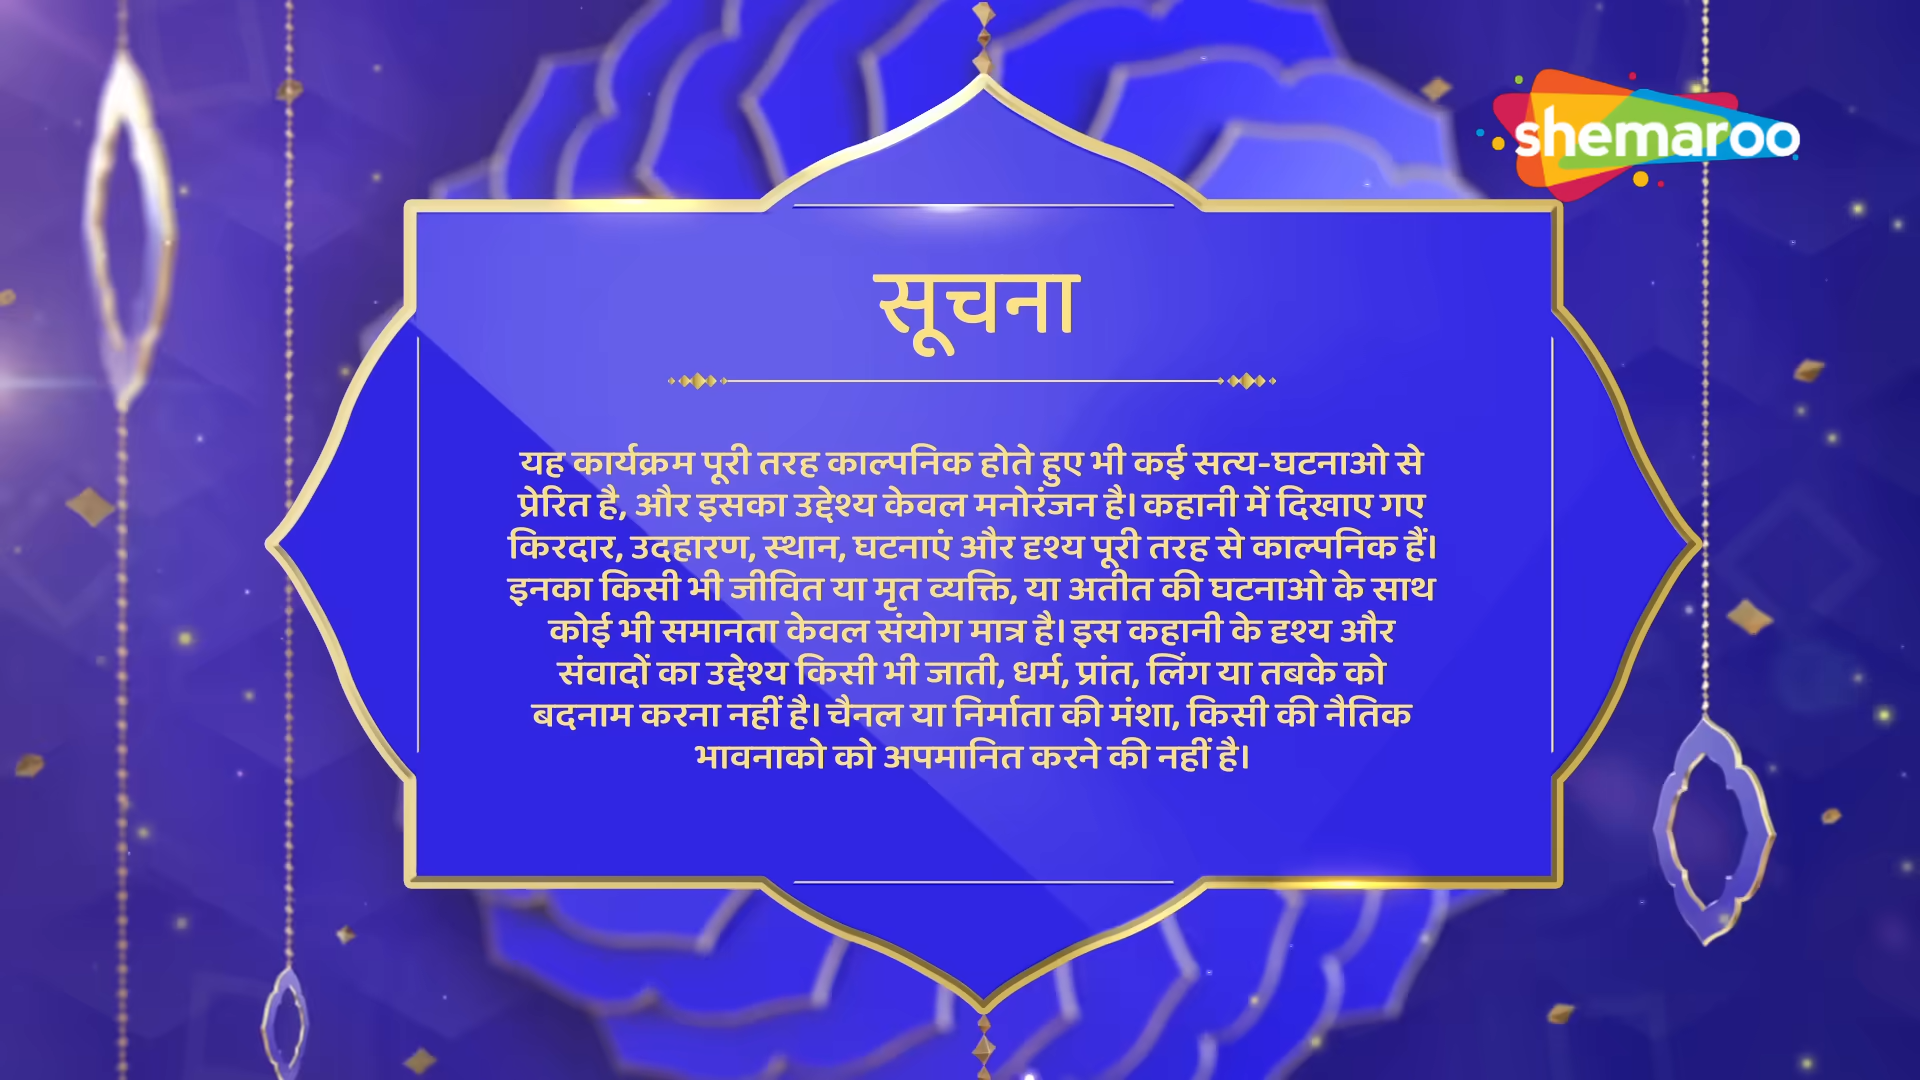 shemaroo
सूचना
यह कार्यक्रम पूरी तरह काल्पनिक होते हुए भी कई सत्य-घटनाओ से
प्रेरित है, और इसका उद्देश्य केवल मनोरंजन है। कहानी में दिखाए गए
किरदार, उदहारण, स्थान, घटनाएं और दृश्य पूरी तरह से काल्पनिक हैं।
इनका किसी भी जीवित या मृत व्यक्ति, या अतीत की घटनाओ के साथ
कोई भी समानता केवल संयोग मात्र है। इस कहानी के दृश्य और
संवादों का उद्देश्य किसी भी जाती, धर्म, प्रांत, लिंग या तबके को
बदनाम करना नहीं है। चैनल या निर्माता की मंशा, किसी की नैतिक
भावनाको को अपमानित करने की नहीं है।